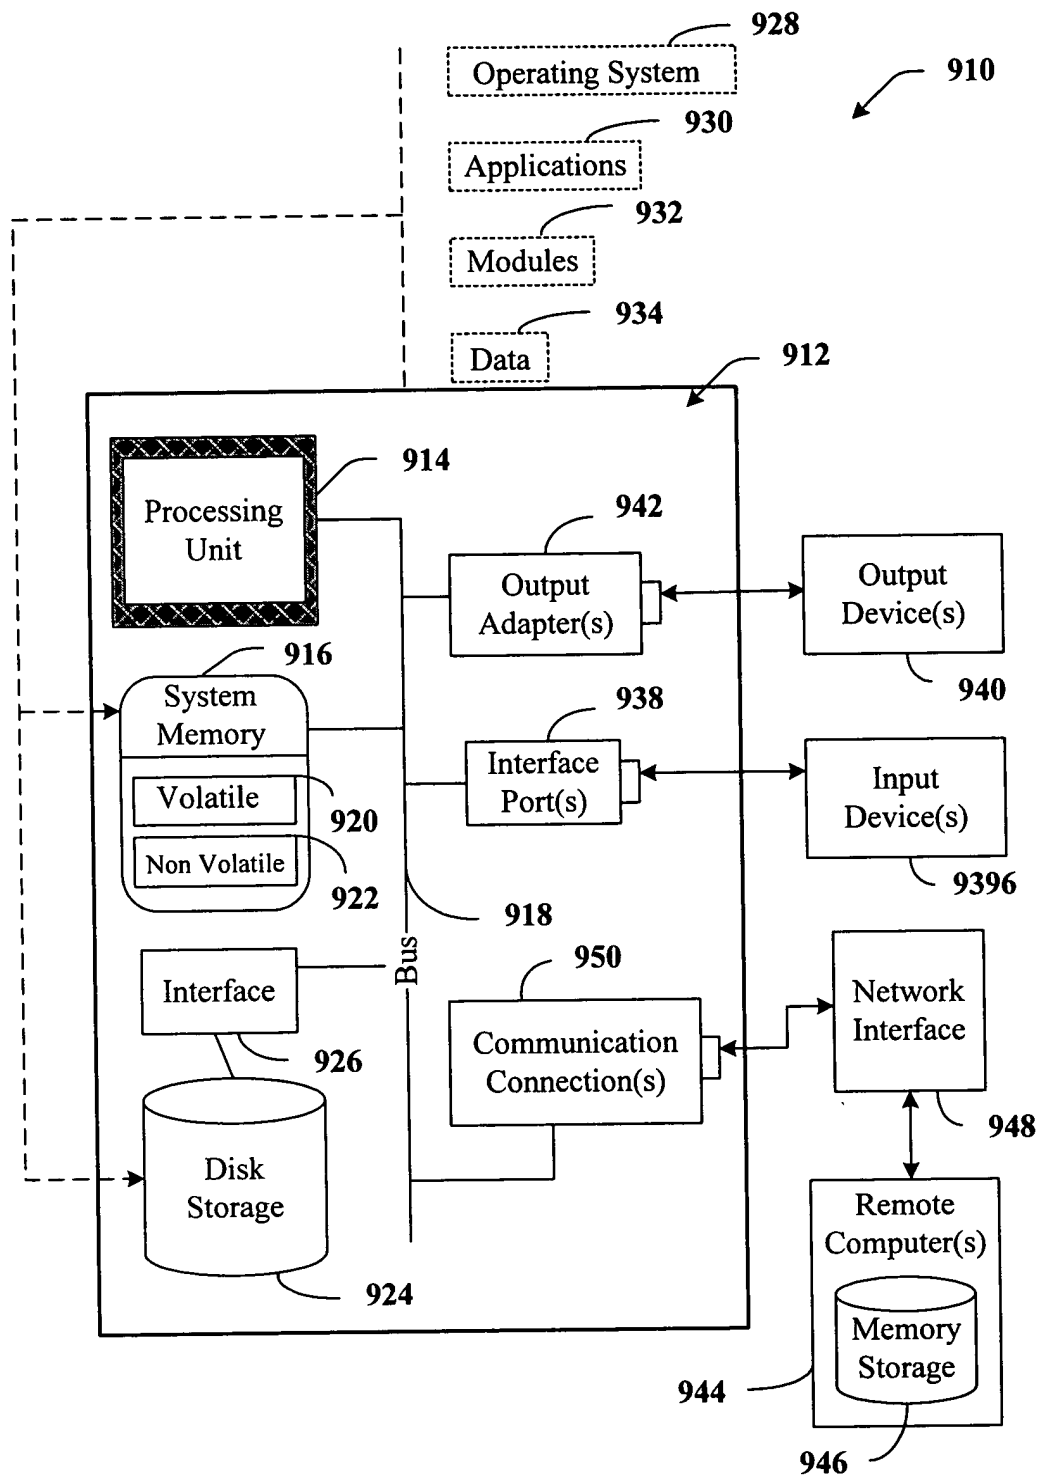 928
Operating System
910
930
Applications
932
Modules
934
Data
912
914
Processing
Unit
942
Output
Adapter(s)
Output
Device(s)
940
916
System
Memory
938
Interface
Port(s)
Input
Device(s)
9396
Volatile
920
Non Volatile
922
918
Bus
Interface
926
950
Communication
Connection(s)
Network
Interface
948
Disk
Storage
924
Remote
Computer(s)
Memory
Storage
944
946